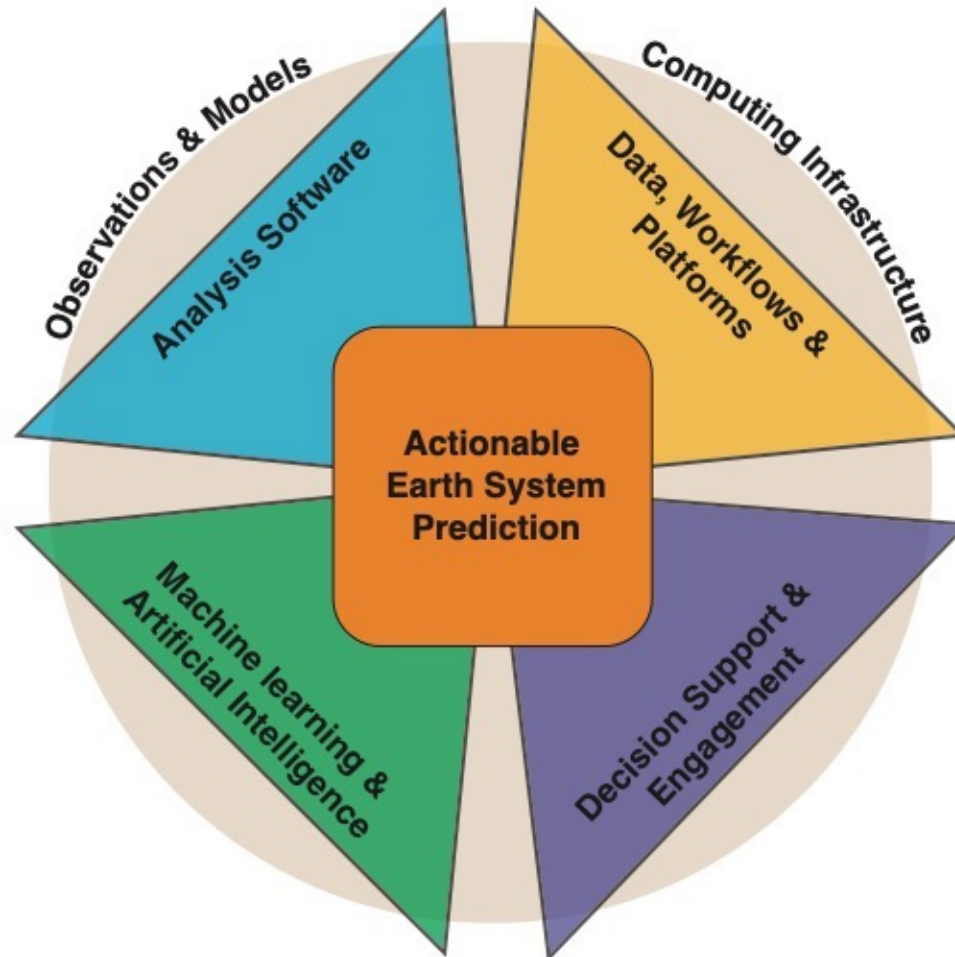 Observations & Models
Computing Infrastructure
Analysis Software
Data, Workflows &
Platforms
Actionable
Earth System
Prediction
Machine learning &
Artificial Intelligence
Decision Support &
Engagement